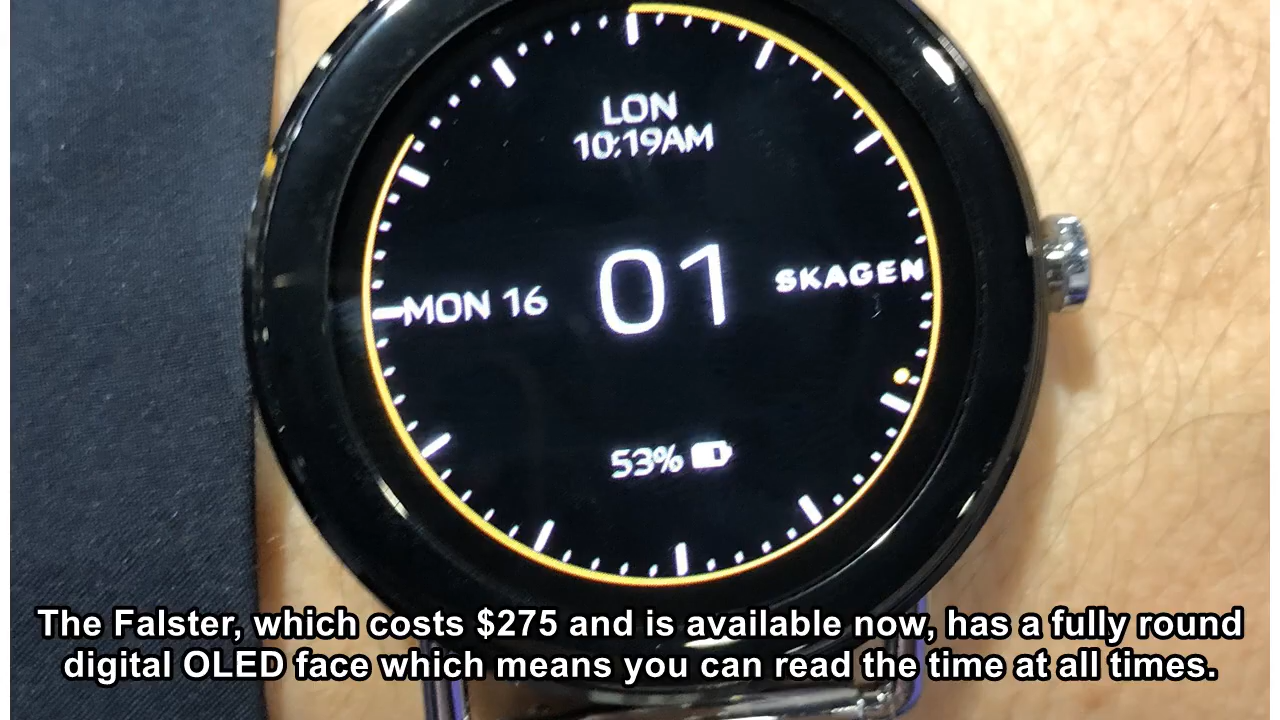 LON
10:19AM
MON 16
01
SKAGEN
53%
The Falster, which costs $275 and is available now, has a fully round
digital OLED face which means you can read the time at all times.